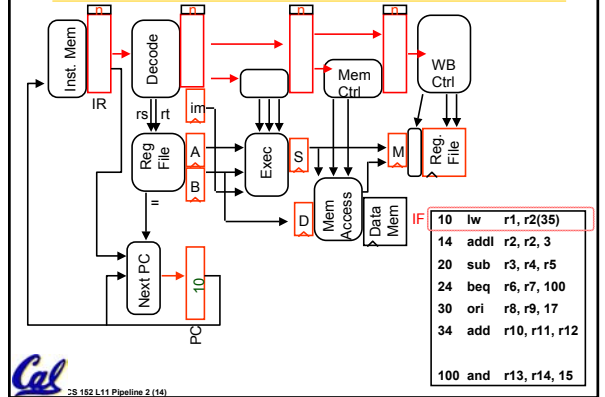 n n n n
Inst. Mem
Decode
WB Ctrl
Mem Ctrl
IR
rs rt
im
Reg File
A
B
Exec
S
M
Reg. File
=
D
Mem Access
Data Mem
Next PC
10
PC
IF 10 lw r1, r2(35)
14 addI r2, r2, 3
20 sub r3, r4, r5
24 beq r6, r7, 100
30 ori r8, r9, 17
34 add r10, r11, r12
100 and r13, r14, 15
Cal
CS 152 L11 Pipeline 2 (14)